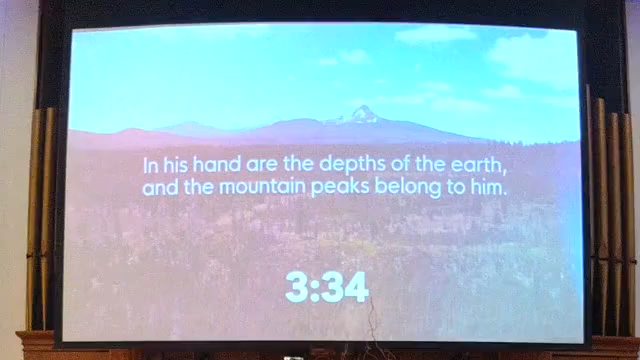 In his hand are the depths of the earth,
and the mountain peaks belong to him.
3:34